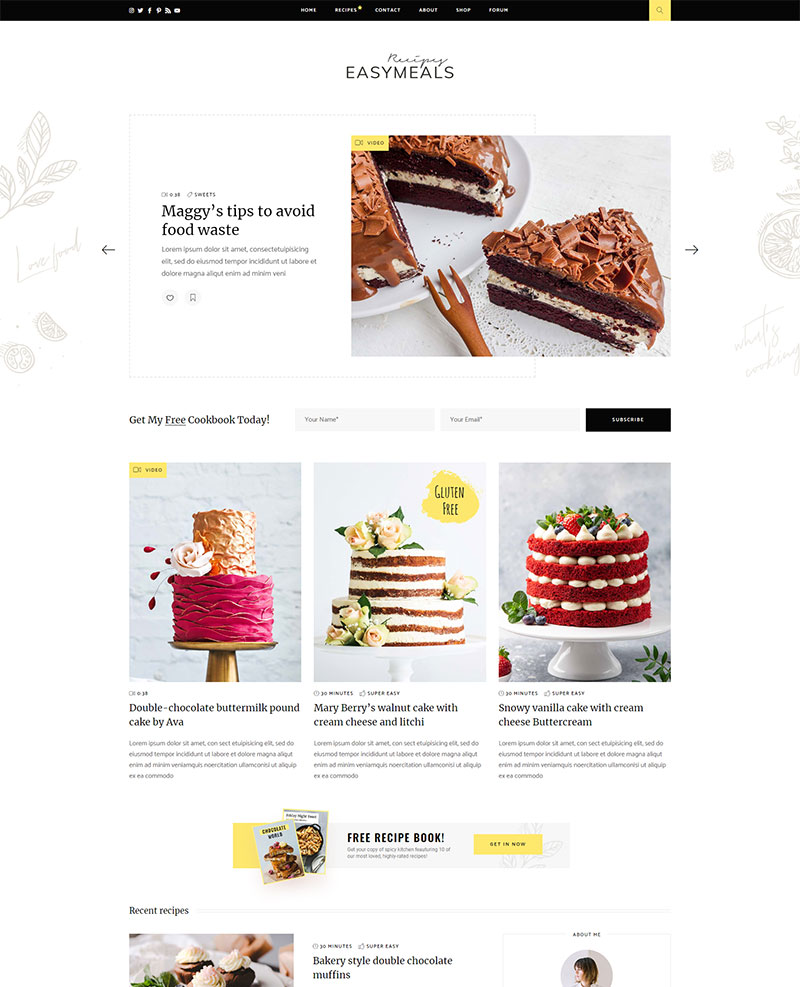 HOME RECIPES CONTACT ABOUT SHOP FORUM
Recipes
EASYMEALS
VIDEO
0:38 SWEETS
Maggy's tips to avoid
food waste
Lorem ipsum dolor sit amet, consectetuipisicing
elit, sed do eiusmod tempor incididunt ut labore et
dolore magna aliqut enim ad minim veni
Love food
what's
cooking
Get My Free Cookbook Today!
Your Name*
Your Email*
SUBSCRIBE
VIDEO
GLUTEN
FREE
0:38
Double-chocolate buttermilk pound
cake by Ava
Lorem ipsum dolor sit amet, con sect etuipisicing elit, sed do
eiusmod tempor incididunt ut labore et dolore magna aliqut
enim ad minim veniamquis noercitation udlamcolaboris ut aliquip
ex ea commodo
30 MINUTES SUPER EASY
Mary Berry's walnut cake with
cream cheese and litchi
Lorem ipsum dolor sit amet, con sect etuipisicing elit, sed do
eiusmod tempor incididunt ut labore et dolore magna aliqut
enim ad minim veniamquis noercitation udlamcolaboris ut aliquip
ex ea commodo
30 MINUTES SUPER EASY
Snowy vanilla cake with cream
cheese Buttercream
Lorem ipsum dolor sit amet, con sect etuipisicing elit, sed do
eiusmod tempor incididunt ut labore et dolore magna aliqut
enim ad minim veniamquis noercitation udlamcolaboris ut aliquip
ex ea commodo
CHOCOLATE
WORLD
FREE RECIPE BOOK!
Get your copy of spicy kitchen feauturing 10 of
our most loved, highly-rated recipes!
GET IN NOW
Recent recipes
30 MINUTES SUPER EASY
Bakery style double chocolate
muffins
ABOUT ME